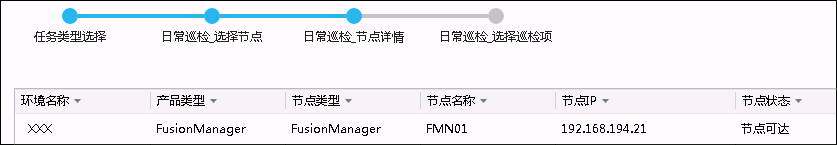 任务类型选择 日常巡检_选择节点 日常巡检_节点详情 日常巡检_选择巡检项
环境名称 产品类型 节点类型 节点名称 节点IP 节点状态
XXX FusionManager FusionManager FMN01 192.168.194.21 节点可达